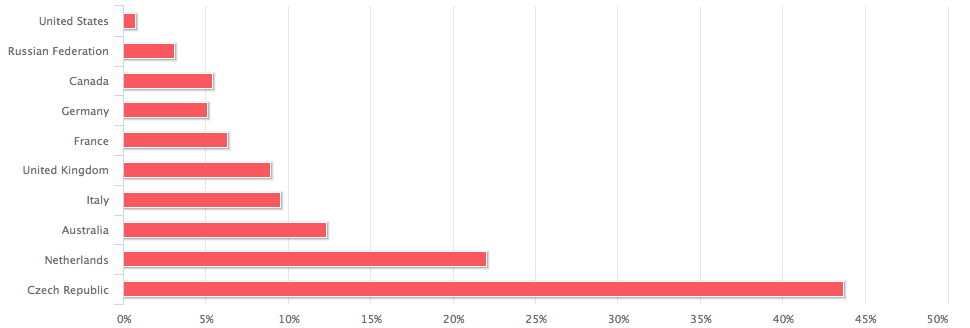 United States
Russian Federation
Canada
Germany
France
United Kingdom
Italy
Australia
Netherlands
Czech Republic
0% 5% 10% 15% 20% 25% 30% 35% 40% 45% 50%